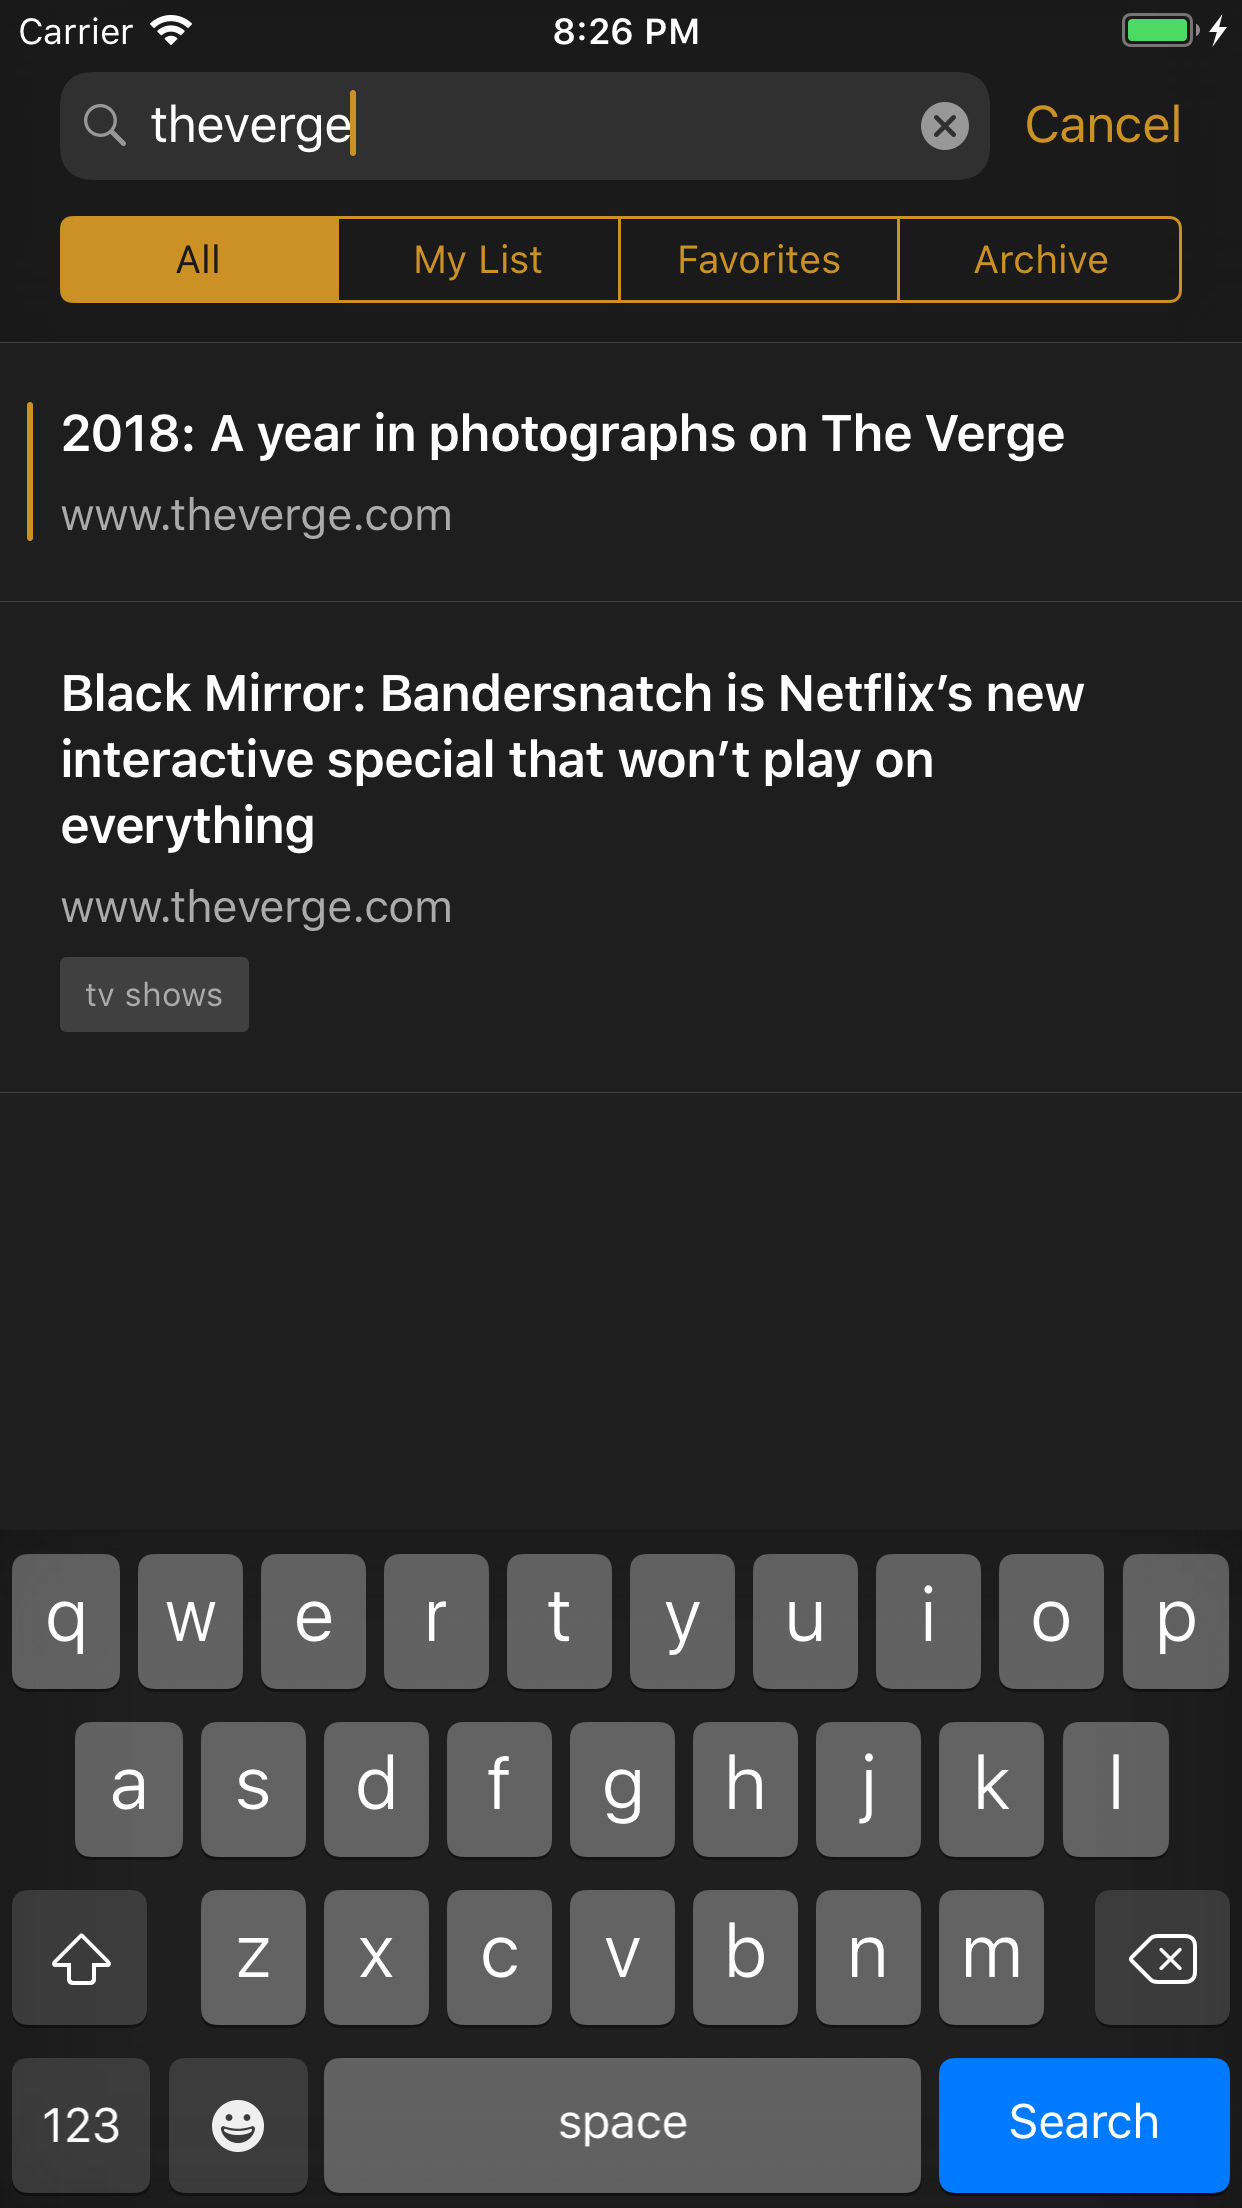 Carrier 8:26 PM
theverge Cancel
All My List Favorites Archive
2018: A year in photographs on The Verge
www.theverge.com
Black Mirror: Bandersnatch is Netflix’s new
interactive special that won’t play on
everything
www.theverge.com
tv shows
q w e r t y u i o p
a s d f g h j k l
z x c v b n m
123 space Search